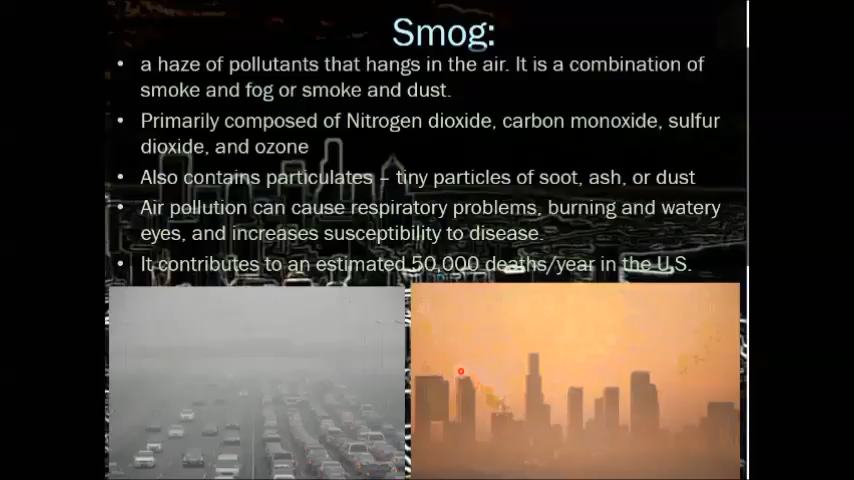 Smog:
• a haze of pollutants that hangs in the air. It is a combination of
smoke and fog or smoke and dust.
• Primarily composed of Nitrogen dioxide, carbon monoxide, sulfur
dioxide, and ozone
• Also contains particulates – tiny particles of soot, ash, or dust
• Air pollution can cause respiratory problems, burning and watery
eyes, and increases susceptibility to disease.
• It contributes to an estimated 50,000 deaths/year in the U.S.